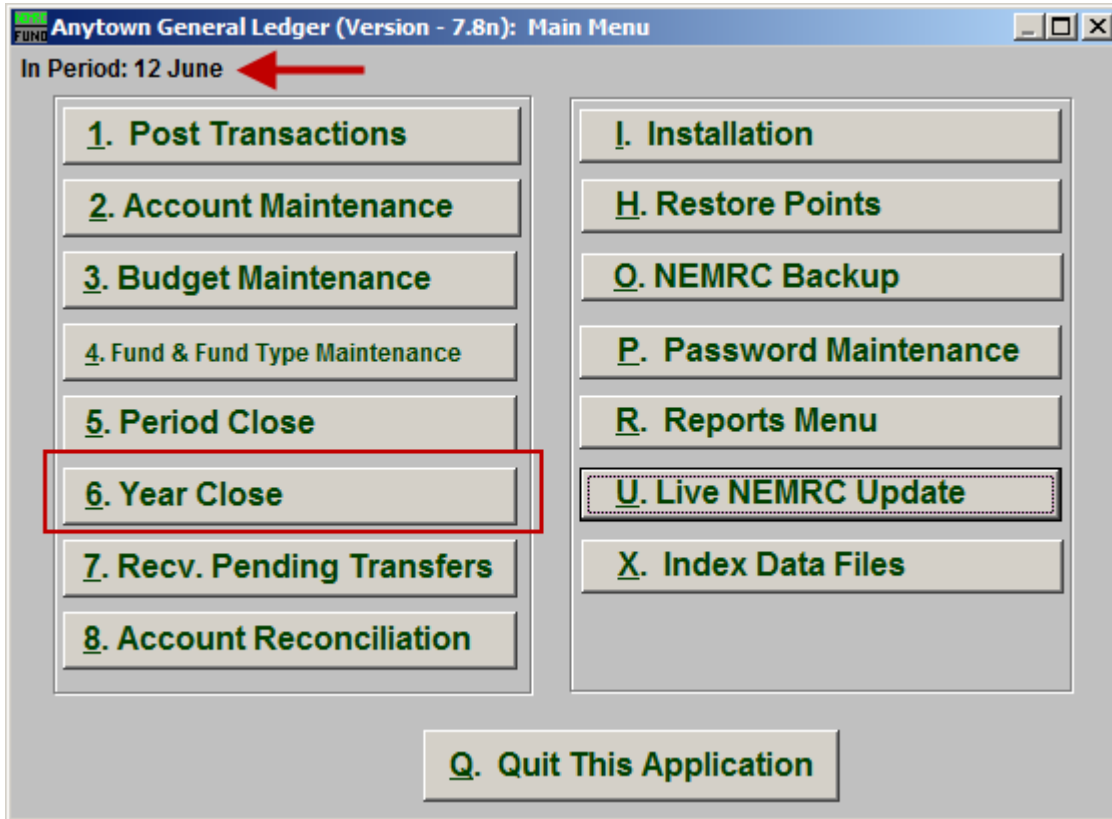 NEMRC
FUND
Anytown General Ledger (Version - 7.8n): Main Menu
In Period: 12 June
1. Post Transactions
2. Account Maintenance
3. Budget Maintenance
4. Fund & Fund Type Maintenance
5. Period Close
6. Year Close
7. Recv. Pending Transfers
8. Account Reconciliation
I. Installation
H. Restore Points
O. NEMRC Backup
P. Password Maintenance
R. Reports Menu
U. Live NEMRC Update
X. Index Data Files
Q. Quit This Application